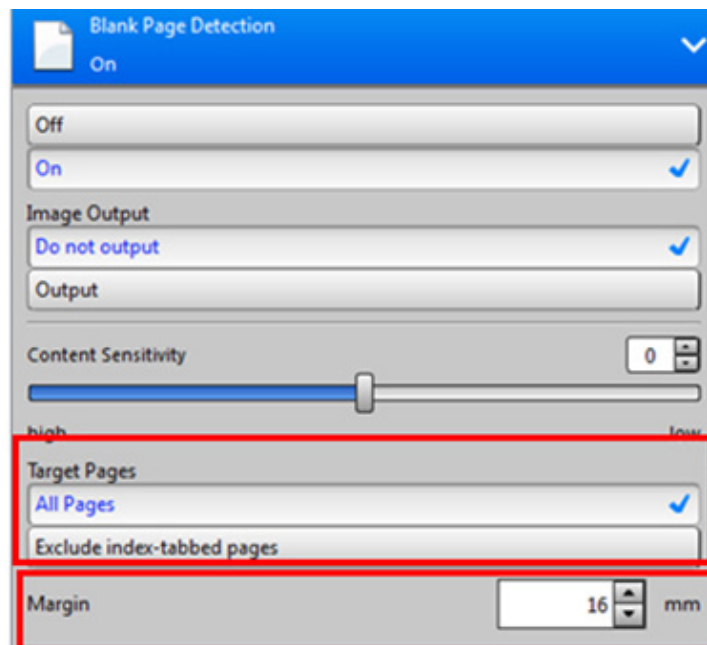 Blank Page Detection
On
Off
On
Image Output
Do not output
Output
Content Sensitivity 0
high low
Target Pages
All Pages
Exclude index-tabbed pages
Margin 16 mm